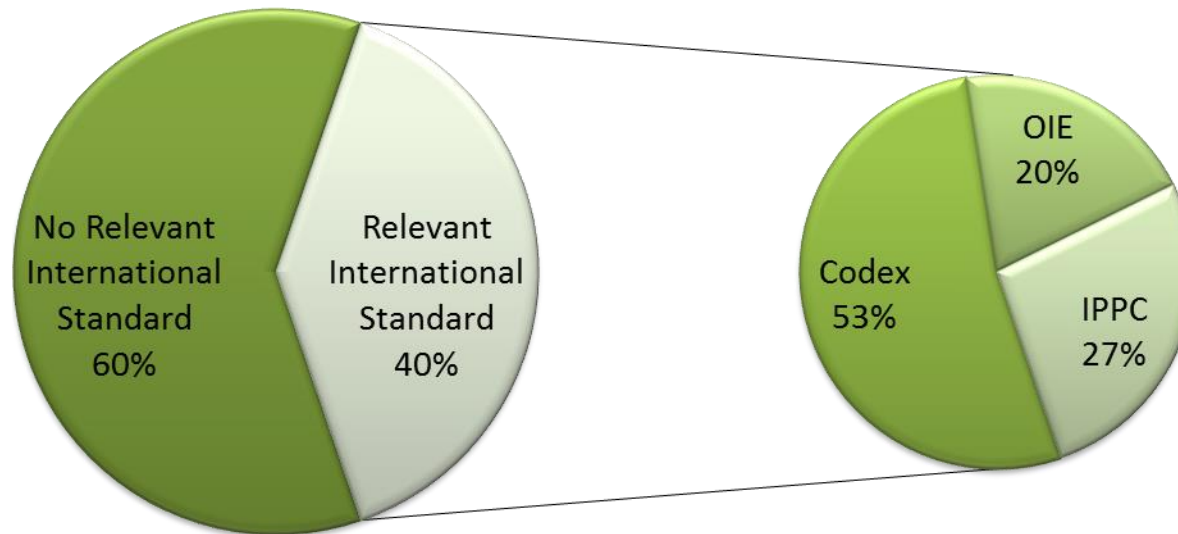 No Relevant
International
Standard
60%
Relevant
International
Standard
40%
Codex
53%
OIE
20%
IPPC
27%